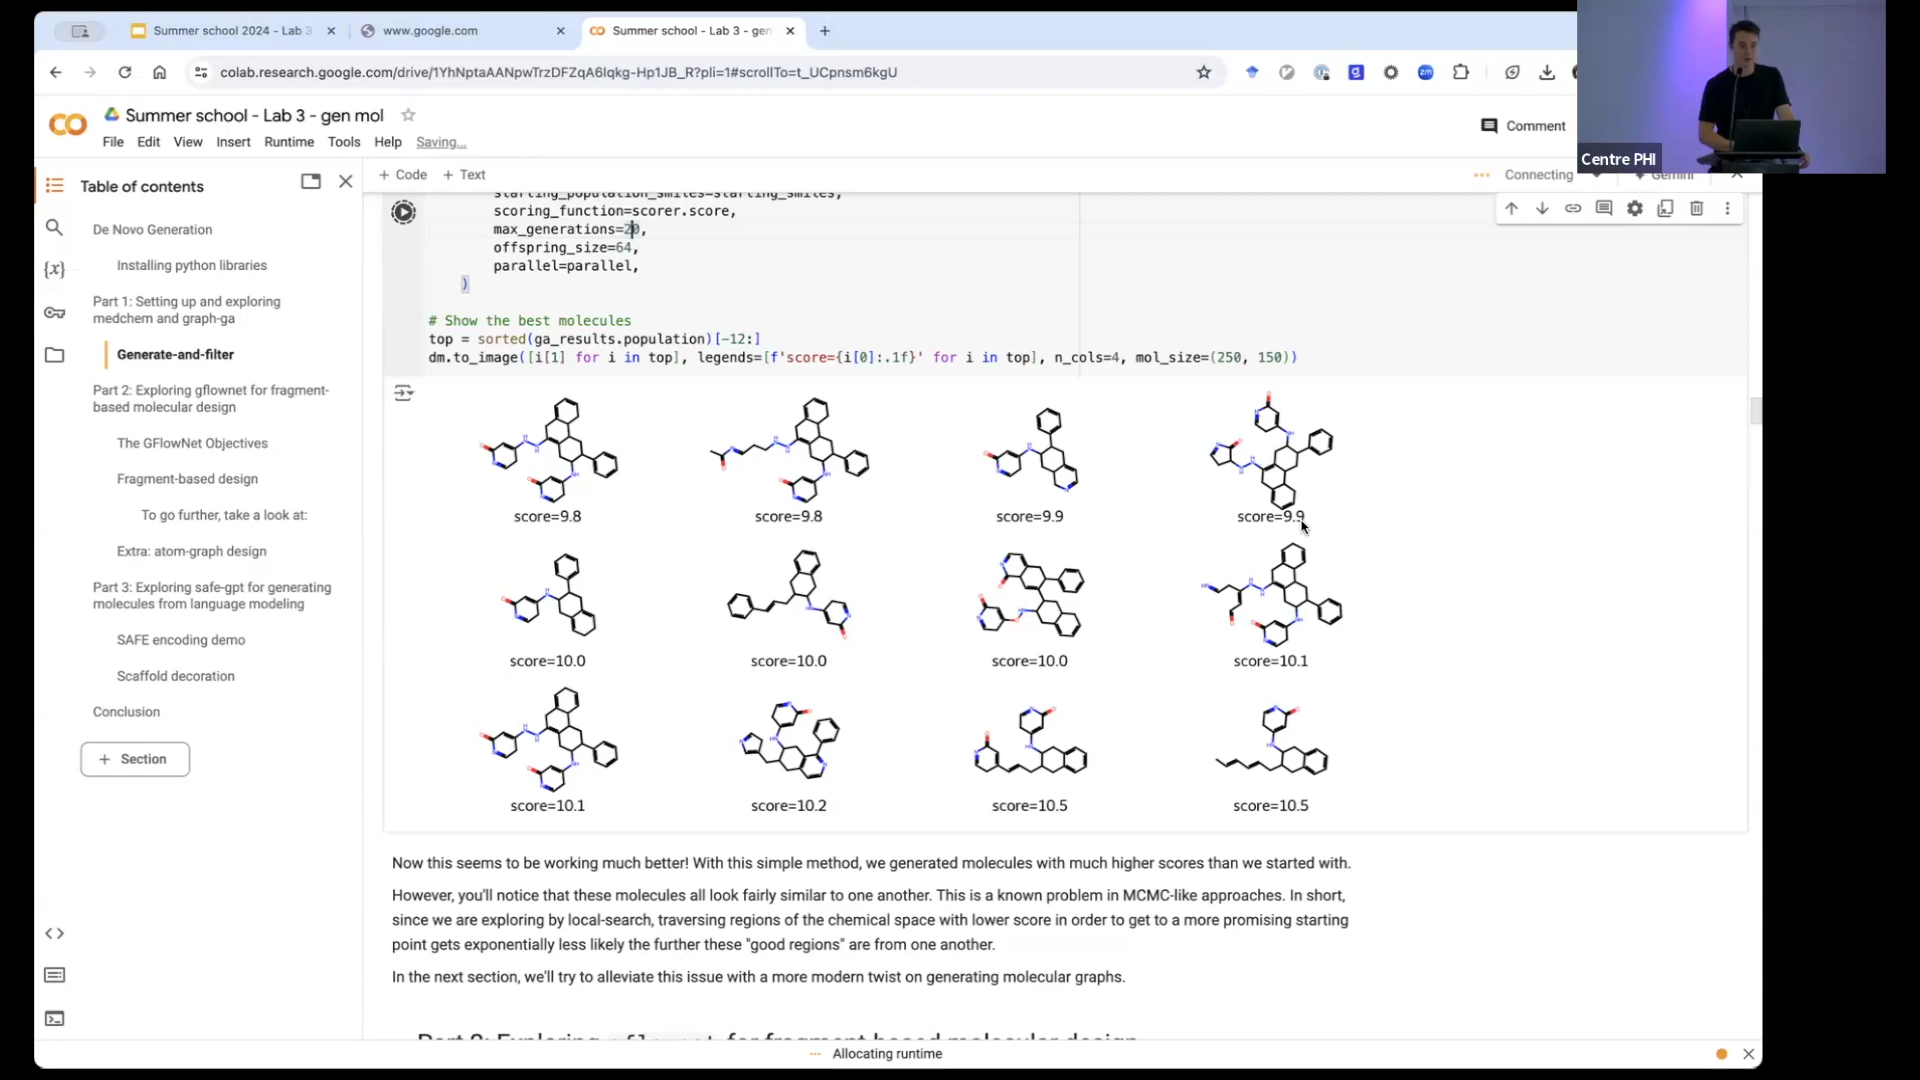 Summer school 2024 - Lab 3
www.google.com
Summer school - Lab 3 - gen
colab.research.google.com/drive/1YhNptaAANpwTrzDFZqA6lqkg-Hp1JB_R?pli=1#scrollTo=t_UCpnsm6kgU
Summer school - Lab 3 - gen mol
File Edit View Insert Runtime Tools Help Saving...
Comment
Centre PHI
Table of contents
+ Code + Text
Connecting
Gemini
De Novo Generation
Installing python libraries
Part 1: Setting up and exploring
medchem and graph-ga
Generate-and-filter
Part 2: Exploring gflownet for fragment-
based molecular design
The GFlowNet Objectives
Fragment-based design
To go further, take a look at:
Extra: atom-graph design
Part 3: Exploring safe-gpt for generating
molecules from language modeling
SAFE encoding demo
Scaffold decoration
Conclusion
+ Section
starting_population_smiles=starting_smiles,
scoring_function=scorer.score,
max_generations=20,
offspring_size=64,
parallel=parallel,
)
# Show the best molecules
top = sorted(ga_results.population)[-12:]
dm.to_image([i[1] for i in top], legends=[f'score={i[0]:.1f}' for i in top], n_cols=4, mol_size=(250, 150))
score=9.8 score=9.8 score=9.9 score=9.9
score=10.0 score=10.0 score=10.0 score=10.1
score=10.1 score=10.2 score=10.5 score=10.5
Now this seems to be working much better! With this simple method, we generated molecules with much higher scores than we started with.
However, you'll notice that these molecules all look fairly similar to one another. This is a known problem in MCMC-like approaches. In short,
since we are exploring by local-search, traversing regions of the chemical space with lower score in order to get to a more promising starting
point gets exponentially less likely the further these "good regions" are from one another.
In the next section, we'll try to alleviate this issue with a more modern twist on generating molecular graphs.
Part 2: Exploring gflownet for fragment-based molecular design
Allocating runtime